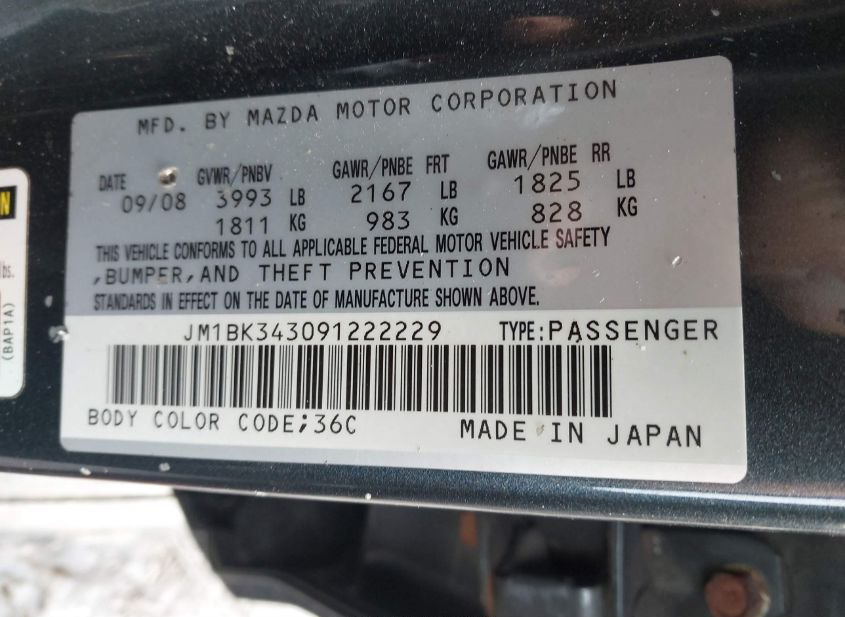 MFD. BY MAZDA MOTOR CORPORATION
DATE GVWR/PNBV GAWR/PNBE FRT GAWR/PNBE RR
09/08 3993 LB 2167 LB 1825 LB
1811 KG 983 KG 828 KG
THIS VEHICLE CONFORMS TO ALL APPLICABLE FEDERAL MOTOR VEHICLE SAFETY
,BUMPER,AND THEFT PREVENTION
STANDARDS IN EFFECT ON THE DATE OF MANUFACTURE SHOWN ABOVE.
JM1BK343091222229 TYPE:PASSENGER
BODY COLOR CODE;36C MADE IN JAPAN
lbs.
(BAP1A)